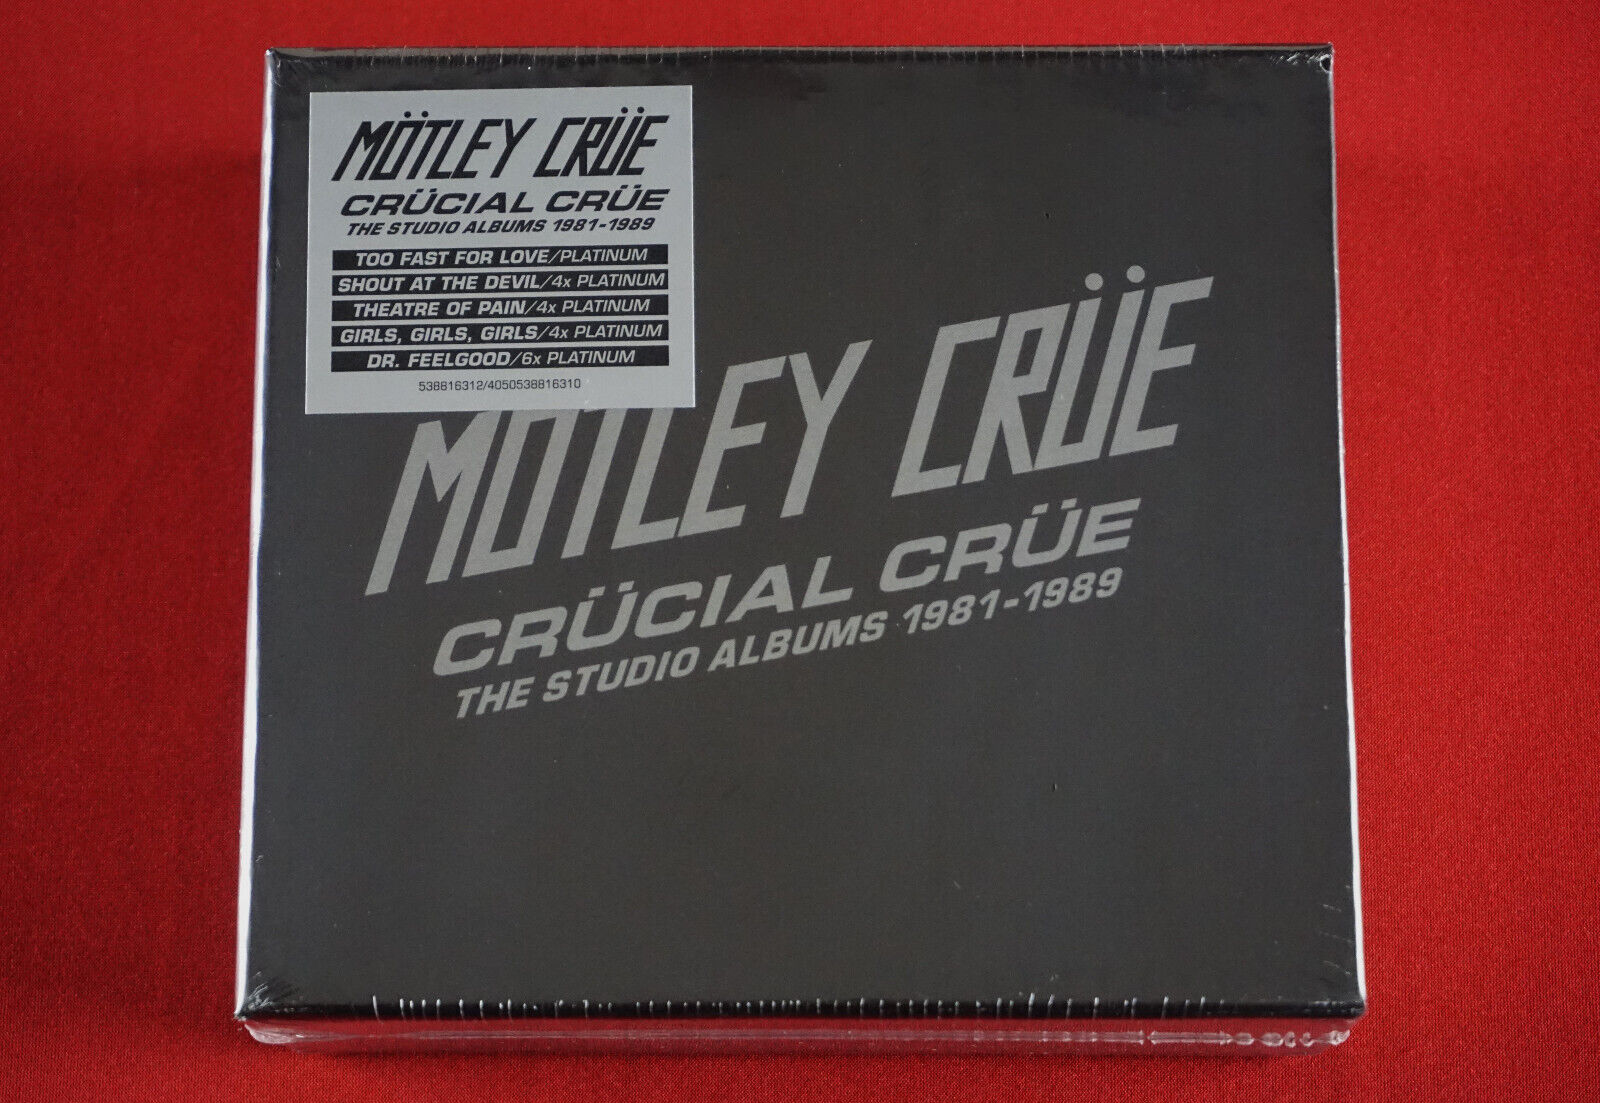 MÖTLEY CRÜE
CRÜCIAL CRÜE
THE STUDIO ALBUMS 1981-1989
TOO FAST FOR LOVE/PLATINUM
SHOUT AT THE DEVIL/4x PLATINUM
THEATRE OF PAIN/4x PLATINUM
GIRLS, GIRLS, GIRLS/4x PLATINUM
DR. FEELGOOD/6x PLATINUM
538816312/4050538816310
MÖTLEY CRÜE
CRÜCIAL CRÜE
THE STUDIO ALBUMS 1981-1989